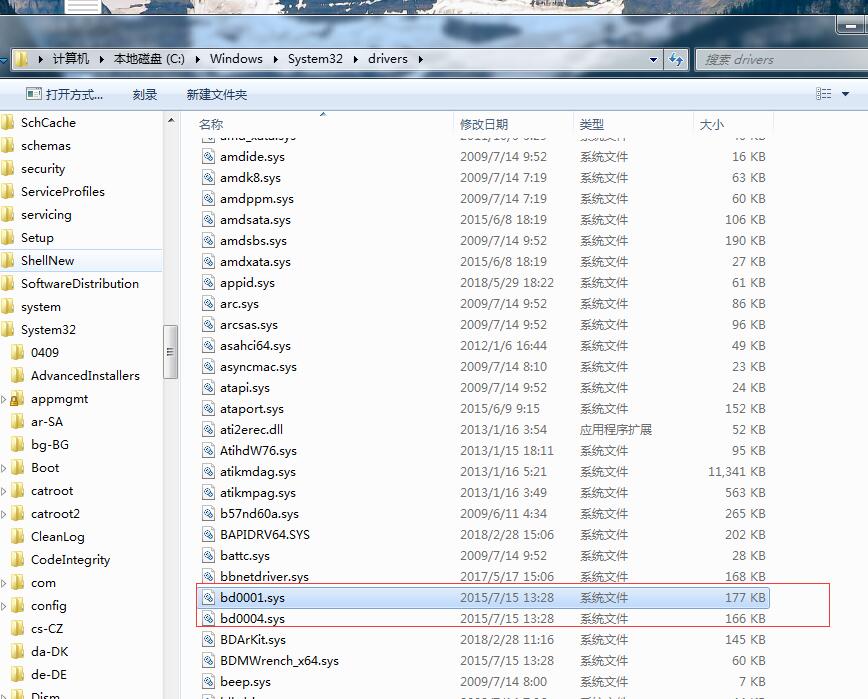 计算机 本地磁盘 (C:) Windows System32 drivers 搜索 drivers
打开方式... 刻录 新建文件夹
名称 修改日期 类型 大小
SchCache
schemas
security
ServiceProfiles
servicing
Setup
ShellNew
SoftwareDistribution
system
System32
0409
AdvancedInstallers
appmgmt
ar-SA
bg-BG
Boot
catroot
catroot2
CleanLog
CodeIntegrity
com
config
cs-CZ
da-DK
de-DE
Dism
amd_xata.sys
amdide.sys 2009/7/14 9:52 系统文件 16 KB
amdk8.sys 2009/7/14 7:19 系统文件 63 KB
amdppm.sys 2009/7/14 7:19 系统文件 60 KB
amdsata.sys 2015/6/8 18:19 系统文件 106 KB
amdsbs.sys 2009/7/14 9:52 系统文件 190 KB
amdxata.sys 2015/6/8 18:19 系统文件 27 KB
appid.sys 2018/5/29 18:22 系统文件 61 KB
arc.sys 2009/7/14 9:52 系统文件 86 KB
arcsas.sys 2009/7/14 9:52 系统文件 96 KB
asahci64.sys 2012/1/6 16:44 系统文件 49 KB
asyncmac.sys 2009/7/14 8:10 系统文件 23 KB
atapi.sys 2009/7/14 9:52 系统文件 24 KB
ataport.sys 2015/6/9 9:15 系统文件 152 KB
ati2erec.dll 2013/1/16 3:54 应用程序扩展 52 KB
AtihdW76.sys 2013/1/15 18:11 系统文件 95 KB
atikmdag.sys 2013/1/16 5:21 系统文件 11,341 KB
atikmpag.sys 2013/1/16 3:49 系统文件 563 KB
b57nd60a.sys 2009/6/11 4:34 系统文件 265 KB
BAPIDRV64.SYS 2018/2/28 15:06 系统文件 202 KB
battc.sys 2009/7/14 9:52 系统文件 28 KB
bbnetdriver.sys 2017/5/17 15:06 系统文件 168 KB
bd0001.sys 2015/7/15 13:28 系统文件 177 KB
bd0004.sys 2015/7/15 13:28 系统文件 166 KB
BDArKit.sys 2018/2/28 11:16 系统文件 145 KB
BDMWrench_x64.sys 2015/7/15 13:28 系统文件 60 KB
beep.sys 2009/7/14 8:00 系统文件 7 KB